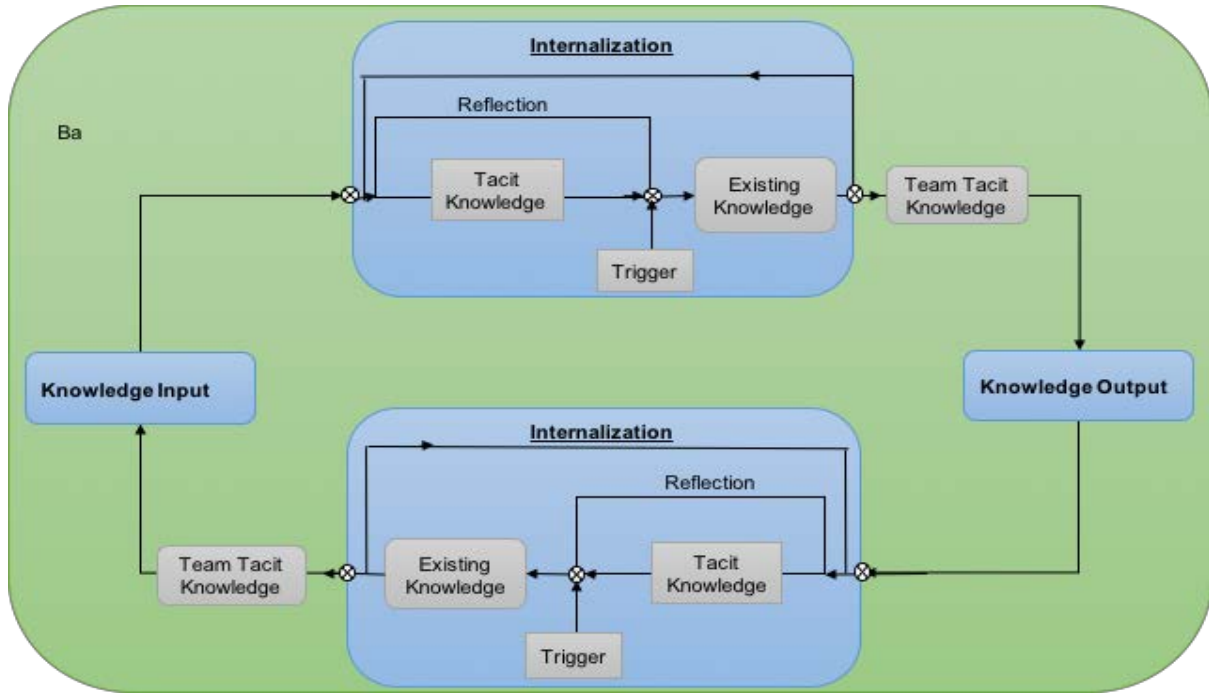 Internalization
Reflection
Ba
Tacit
Knowledge
Existing
Knowledge
Team Tacit
Knowledge
Trigger
Knowledge Input
Knowledge Output
Internalization
Reflection
Team Tacit
Knowledge
Existing
Knowledge
Tacit
Knowledge
Trigger